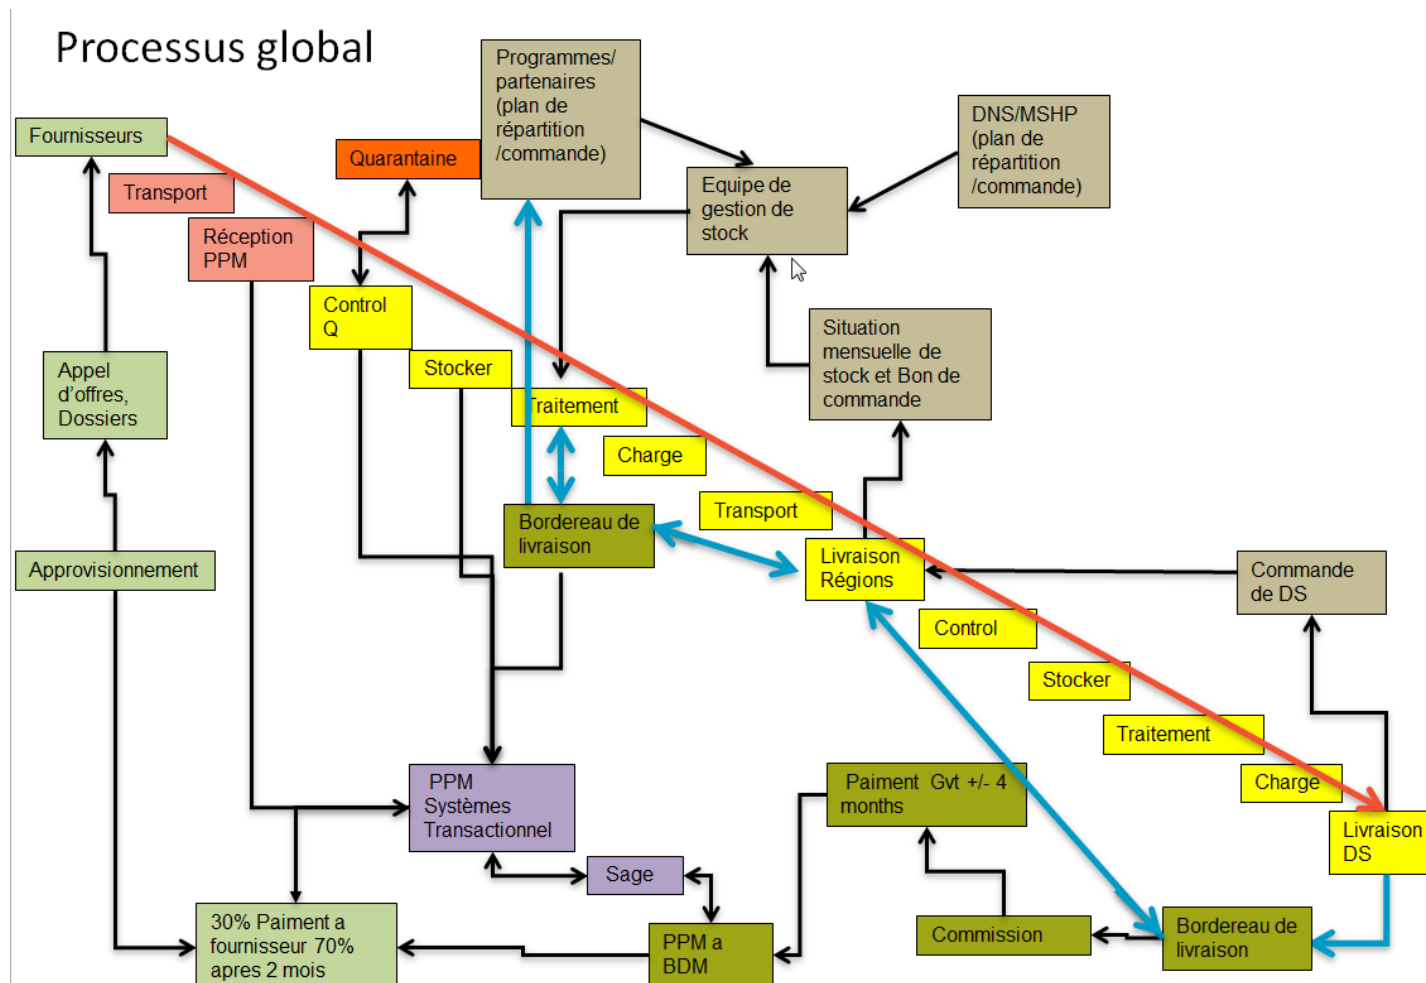 Processus global
Programmes/
partenaires
(plan de
répartition
/commande)
DNS/MSHP
(plan de
répartition
/commande)
Fournisseurs
Quarantaine
Transport
Equipe de
gestion de
stock
Réception
PPM
Control
Q
Situation
mensuelle de
stock et Bon de
commande
Stocker
Appel
d'offres,
Dossiers
Traitement
Charge
Transport
Bordereau de
livraison
Livraison
Régions
Approvisionnement
Commande
de DS
Control
Stocker
Traitement
Charge
PPM
Systèmes
Transactionnel
Paiment Gvt +/- 4
months
Livraison
DS
Sage
30% Paiment a
fournisseur 70%
apres 2 mois
PPM a
BDM
Commission
Bordereau de
livraison